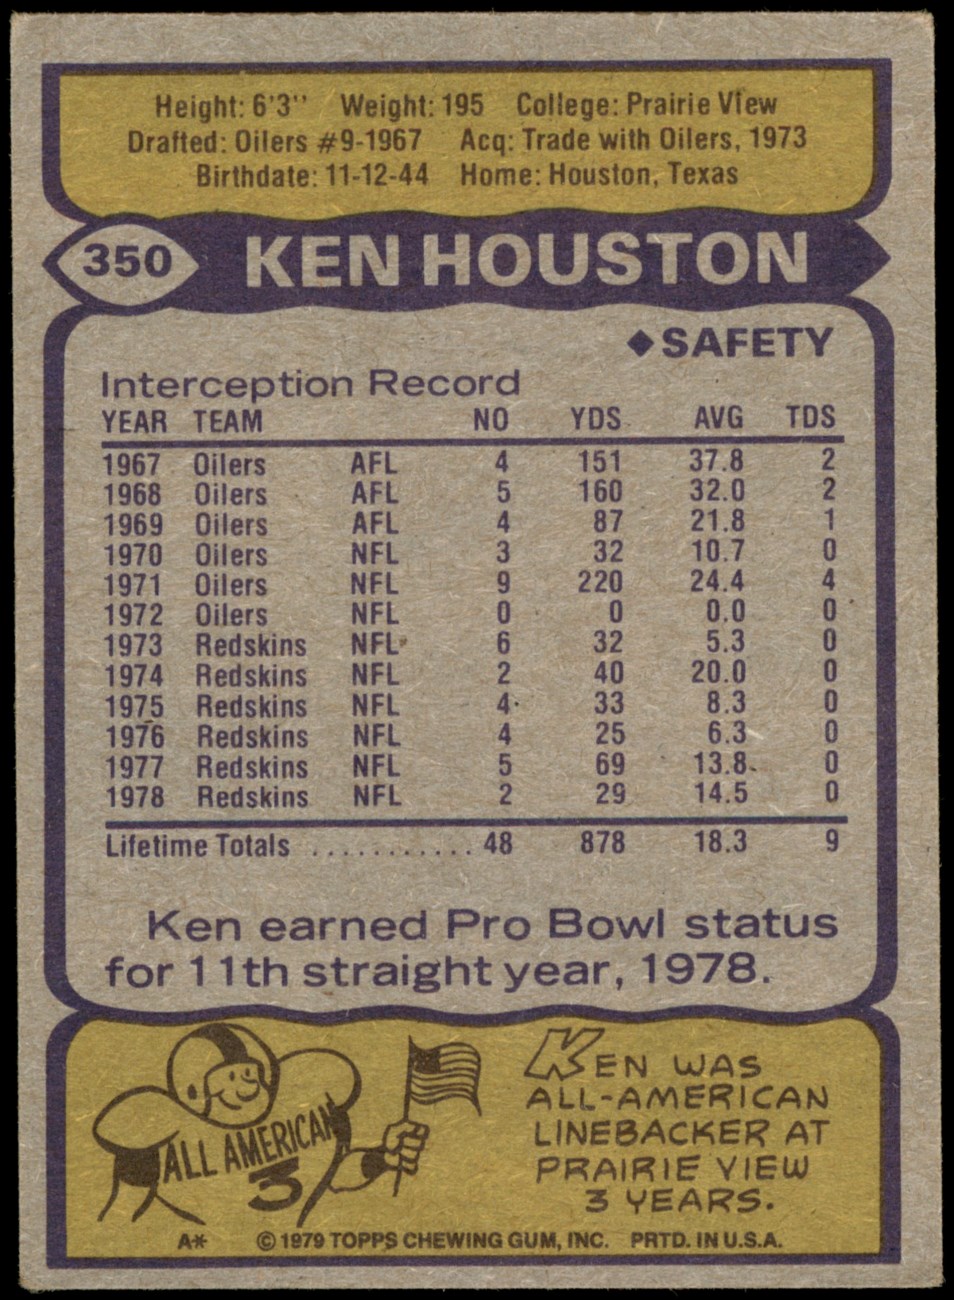 Height: 6'3'' Weight: 195 College: Prairie View
Drafted: Oilers #9-1967 Acq: Trade with Oilers, 1973
Birthdate: 11-12-44 Home: Houston, Texas
350 KEN HOUSTON
◆SAFETY
Interception Record
YEAR TEAM NO YDS AVG TDS
1967 Oilers AFL 4 151 37.8 2
1968 Oilers AFL 5 160 32.0 2
1969 Oilers AFL 4 87 21.8 1
1970 Oilers NFL 3 32 10.7 0
1971 Oilers NFL 9 220 24.4 4
1972 Oilers NFL 0 0 0.0 0
1973 Redskins NFL 6 32 5.3 0
1974 Redskins NFL 2 40 20.0 0
1975 Redskins NFL 4 33 8.3 0
1976 Redskins NFL 4 25 6.3 0
1977 Redskins NFL 5 69 13.8 0
1978 Redskins NFL 2 29 14.5 0
Lifetime Totals ........... 48 878 18.3 9
Ken earned Pro Bowl status
for 11th straight year, 1978.
ALL AMERICAN
3
KEN WAS
ALL-AMERICAN
LINEBACKER AT
PRAIRIE VIEW
3 YEARS.
A* © 1979 TOPPS CHEWING GUM, INC. PRTD. IN U.S.A.